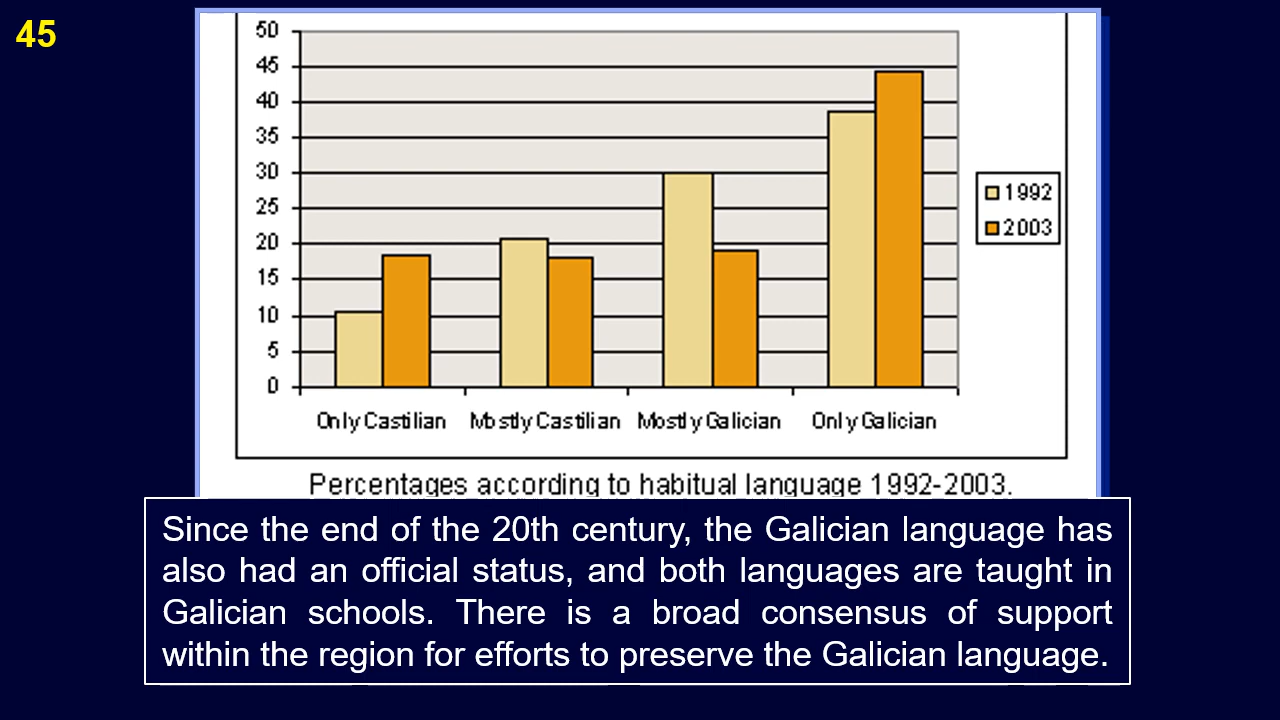 45
50
45
40
35
30
25
20
15
10
5
0
1992
2003
Only Castilian Mostly Castilian Mostly Galician Only Galician
Percentages according to habitual language 1992-2003.
Since the end of the 20th century, the Galician language has
also had an official status, and both languages are taught in
Galician schools. There is a broad consensus of support
within the region for efforts to preserve the Galician language.